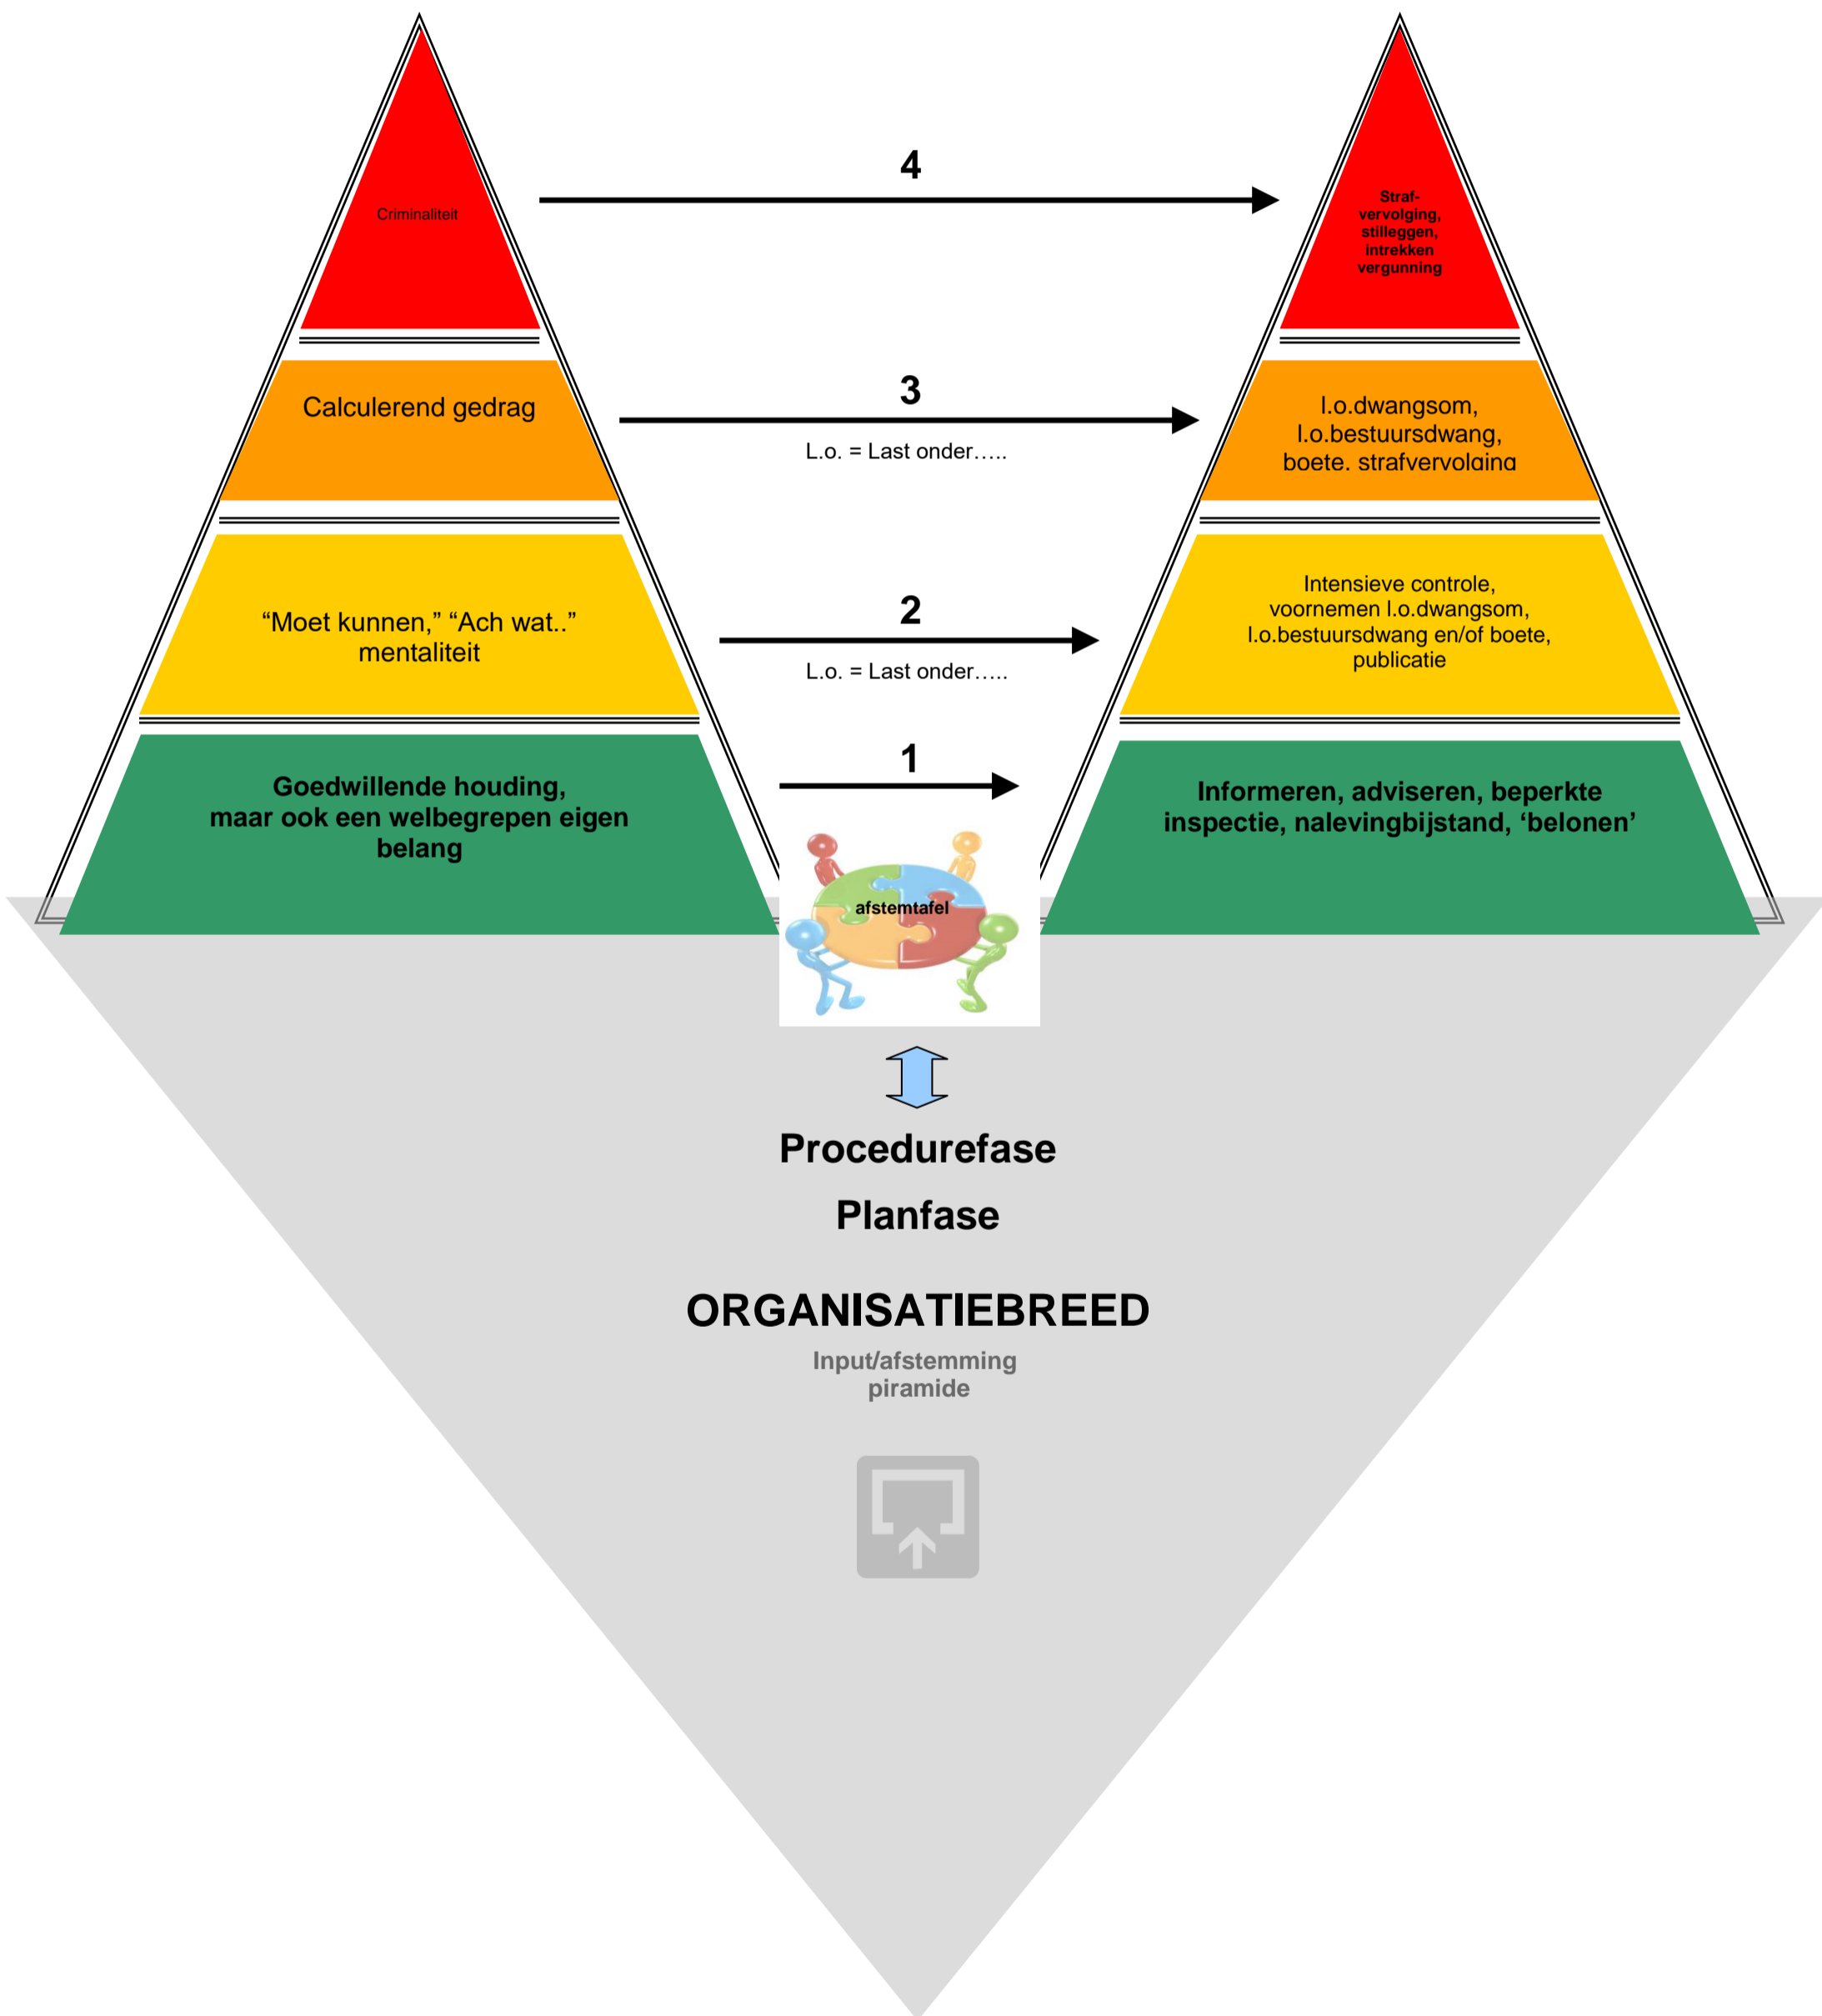 4
Criminaliteit
Straf-
vervolging,
stilleggen,
intrekken
vergunning
3
Calculerend gedrag
L.o. = Last onder…..
l.o.dwangsom,
l.o.bestuursdwang,
boete, strafvervolging
2
“Moet kunnen,” “Ach wat..”
mentaliteit
L.o. = Last onder…..
Intensieve controle,
voornemen l.o.dwangsom,
l.o.bestuursdwang en/of boete,
publicatie
1
Goedwillende houding,
maar ook een welbegrepen eigen
belang
Informeren, adviseren, beperkte
inspectie, nalevingbijstand, ‘belonen’
afstemtafel
Procedurefase
Planfase
ORGANISATIEBREED
Input/afstemming
piramide